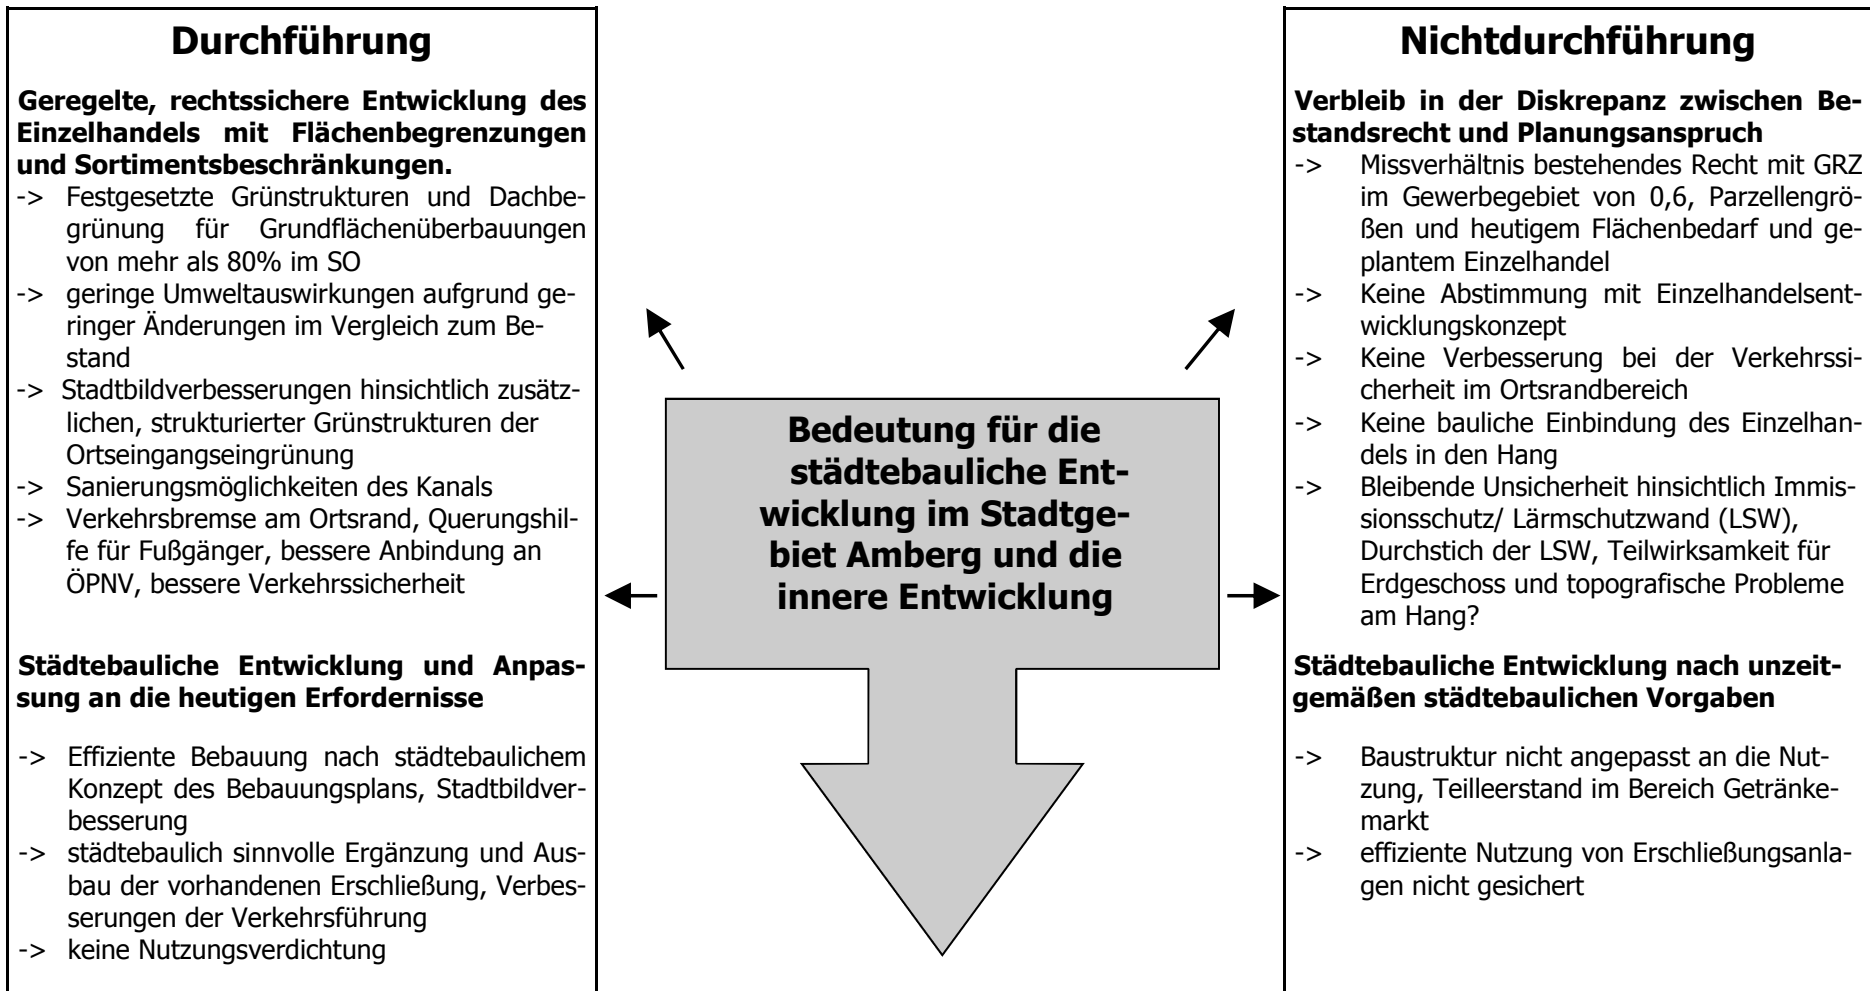 Durchführung
Geregelte, rechtssichere Entwicklung des
Einzelhandels mit Flächenbegrenzungen
und Sortimentsbeschränkungen.
-> Festgesetzte Grünstrukturen und Dachbe-
grünung für Grundflächenüberbauungen
von mehr als 80% im SO
-> geringe Umweltauswirkungen aufgrund ge-
ringer Änderungen im Vergleich zum Be-
stand
-> Stadtbildverbesserungen hinsichtlich zusätz-
lichen, strukturierter Grünstrukturen der
Ortseingangseingrünung
-> Sanierungsmöglichkeiten des Kanals
-> Verkehrsbremse am Ortsrand, Querungshil-
fe für Fußgänger, bessere Anbindung an
ÖPNV, bessere Verkehrssicherheit
Städtebauliche Entwicklung und Anpas-
sung an die heutigen Erfordernisse
-> Effiziente Bebauung nach städtebaulichem
Konzept des Bebauungsplans, Stadtbildver-
besserung
-> städtebaulich sinnvolle Ergänzung und Aus-
bau der vorhandenen Erschließung, Verbes-
serungen der Verkehrsführung
-> keine Nutzungsverdichtung
Bedeutung für die
städtebauliche Ent-
wicklung im Stadtge-
biet Amberg und die
innere Entwicklung
Nichtdurchführung
Verbleib in der Diskrepanz zwischen Be-
standsrecht und Planungsanspruch
-> Missverhältnis bestehendes Recht mit GRZ
im Gewerbegebiet von 0,6, Parzellengrö-
ßen und heutigem Flächenbedarf und ge-
plantem Einzelhandel
-> Keine Abstimmung mit Einzelhandelsent-
wicklungskonzept
-> Keine Verbesserung bei der Verkehrssi-
cherheit im Ortsrandbereich
-> Keine bauliche Einbindung des Einzelhan-
dels in den Hang
-> Bleibende Unsicherheit hinsichtlich Immis-
sionsschutz/ Lärmschutzwand (LSW),
Durchstich der LSW, Teilwirksamkeit für
Erdgeschoss und topografische Probleme
am Hang?
Städtebauliche Entwicklung nach unzeit-
gemäßen städtebaulichen Vorgaben
-> Baustruktur nicht angepasst an die Nut-
zung, Teilleerstand im Bereich Getränke-
markt
-> effiziente Nutzung von Erschließungsanla-
gen nicht gesichert